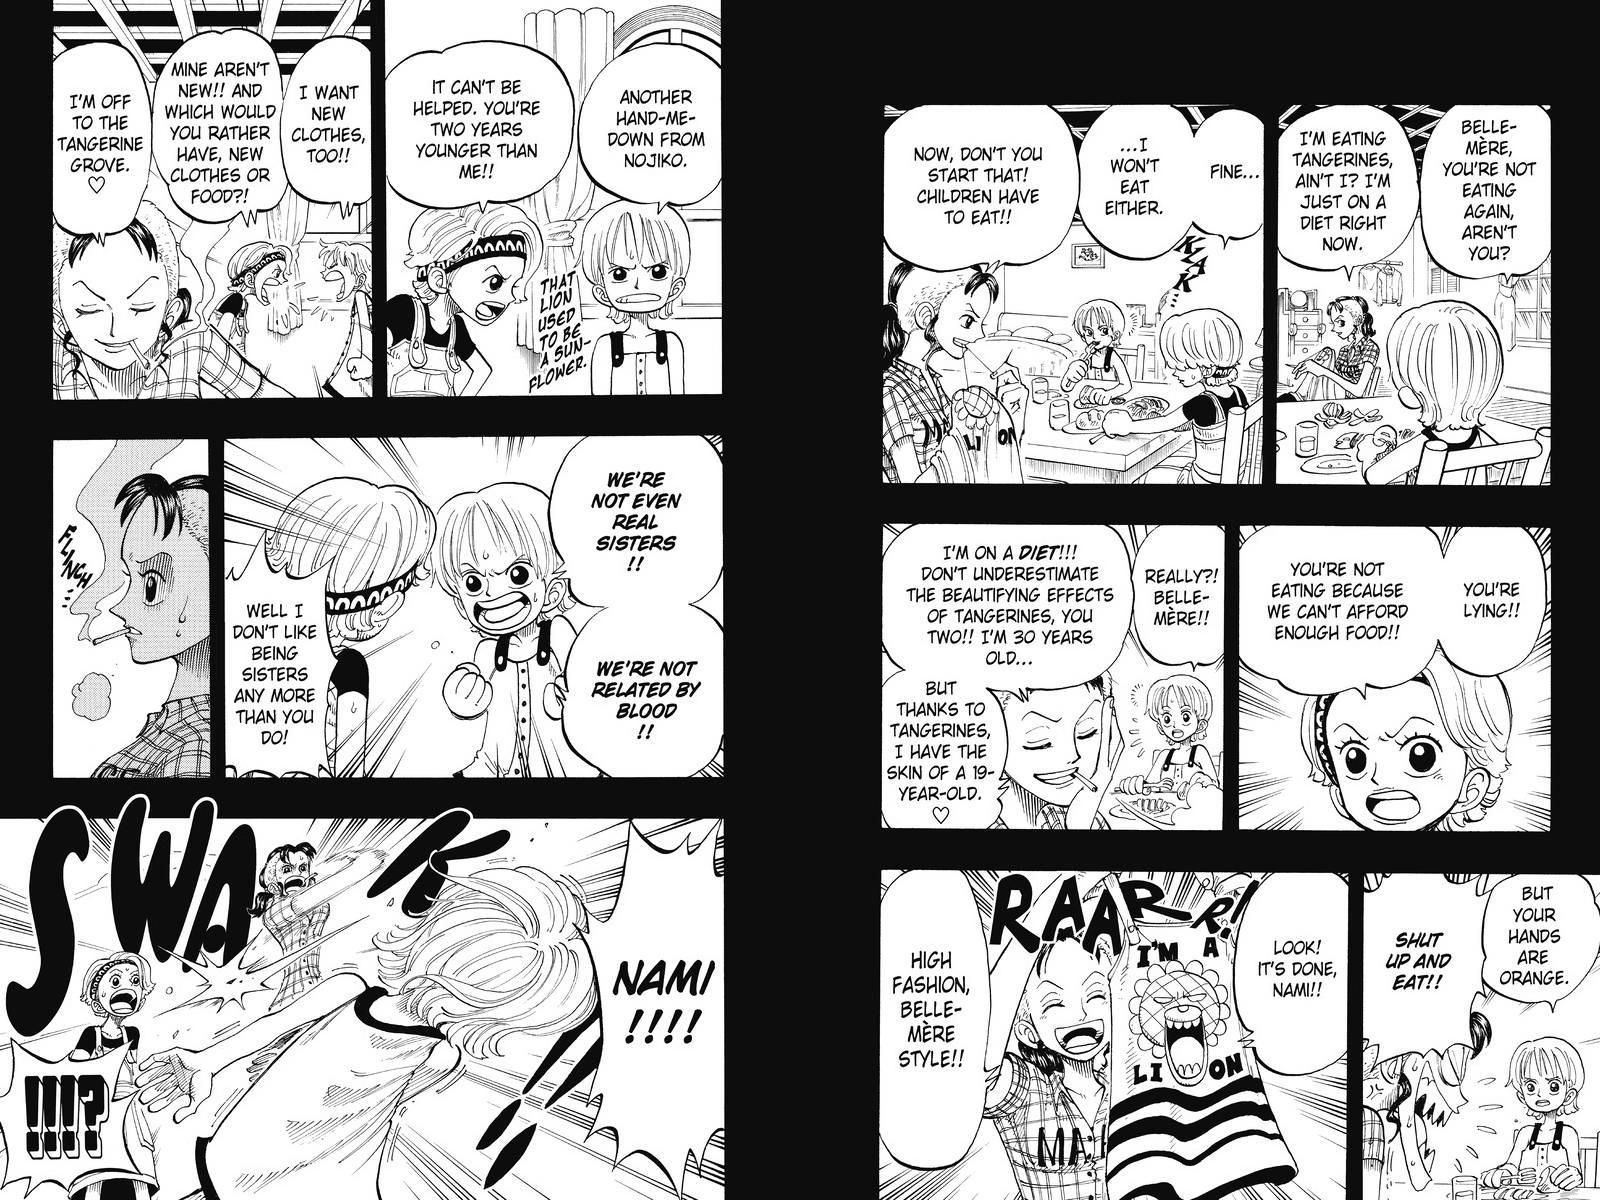 BELLE-
MÈRE,
YOU'RE NOT
EATING
AGAIN,
AREN'T
YOU?
I'M EATING
TANGERINES,
AIN'T I? I'M
JUST ON A
DIET RIGHT
NOW.
FINE...
...I
WON'T
EAT
EITHER.
KLAK
NOW, DON'T YOU
START THAT!
CHILDREN HAVE
TO EAT!!
LI ON
YOU'RE
LYING!!
YOU'RE NOT
EATING BECAUSE
WE CAN'T AFFORD
ENOUGH FOOD!!
REALLY?!
BELLE-
MÈRE!!
I'M ON A DIET!!!
DON'T UNDERESTIMATE
THE BEAUTIFYING EFFECTS
OF TANGERINES, YOU
TWO!! I'M 30 YEARS
OLD...
BUT
THANKS TO
TANGERINES,
I HAVE THE
SKIN OF A 19-
YEAR-OLD.
♡
BUT
YOUR
HANDS
ARE
ORANGE.
SHUT
UP AND
EAT!!
LOOK!
IT'S DONE,
NAMI!!
RAARR!
I'M A
LI ON
HIGH
FASHION,
BELLE-
MÈRE
STYLE!!
ANOTHER
HAND-ME-
DOWN FROM
NOJIKO.
IT CAN'T BE
HELPED. YOU'RE
TWO YEARS
YOUNGER THAN
ME!!
THAT
LION
USED
TO BE
A SUN-
FLOWER.
I WANT
NEW
CLOTHES,
TOO!!
MINE AREN'T
NEW!! AND
WHICH WOULD
YOU RATHER
HAVE, NEW
CLOTHES OR
FOOD?!
I'M OFF
TO THE
TANGERINE
GROVE.
♡
WE'RE
NOT EVEN
REAL
SISTERS
!!
WE'RE NOT
RELATED BY
BLOOD
!!
WELL I
DON'T LIKE
BEING
SISTERS
ANY MORE
THAN YOU
DO!
FLINCH...
NAMI
!!!!
SWAK
!!!!?